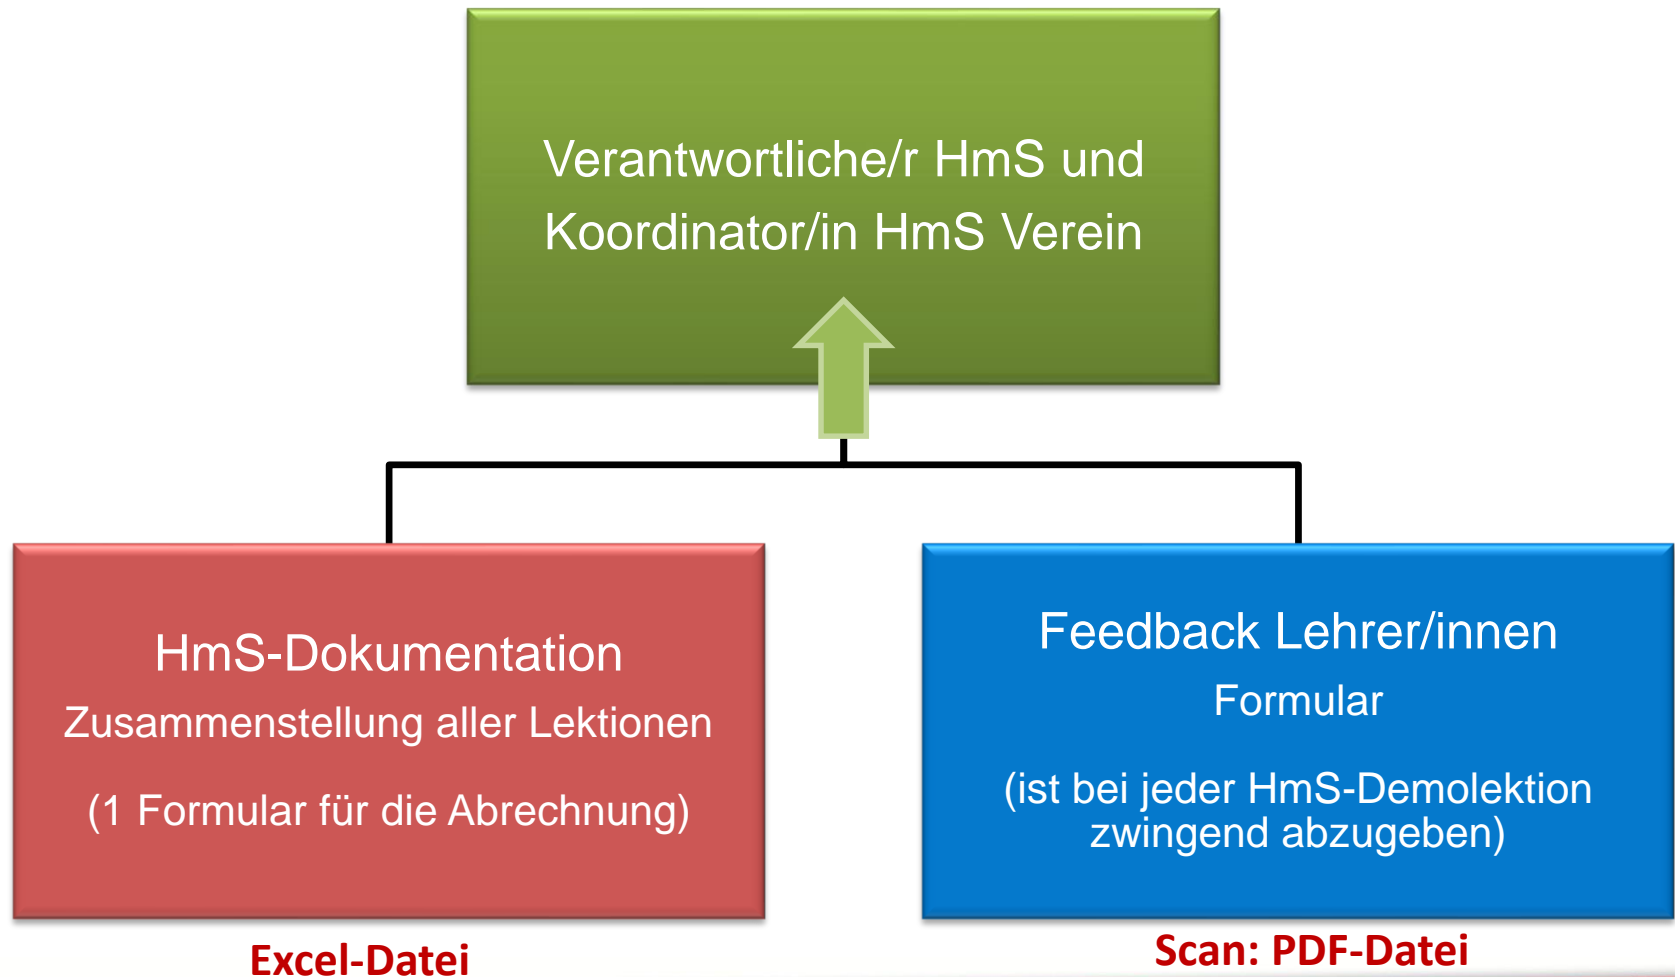 Verantwortliche/r HmS und
Koordinator/in HmS Verein
HmS-Dokumentation
Zusammenstellung aller Lektionen
(1 Formular für die Abrechnung)
Excel-Datei
Feedback Lehrer/innen
Formular
(ist bei jeder HmS-Demolektion
zwingend abzugeben)
Scan: PDF-Datei